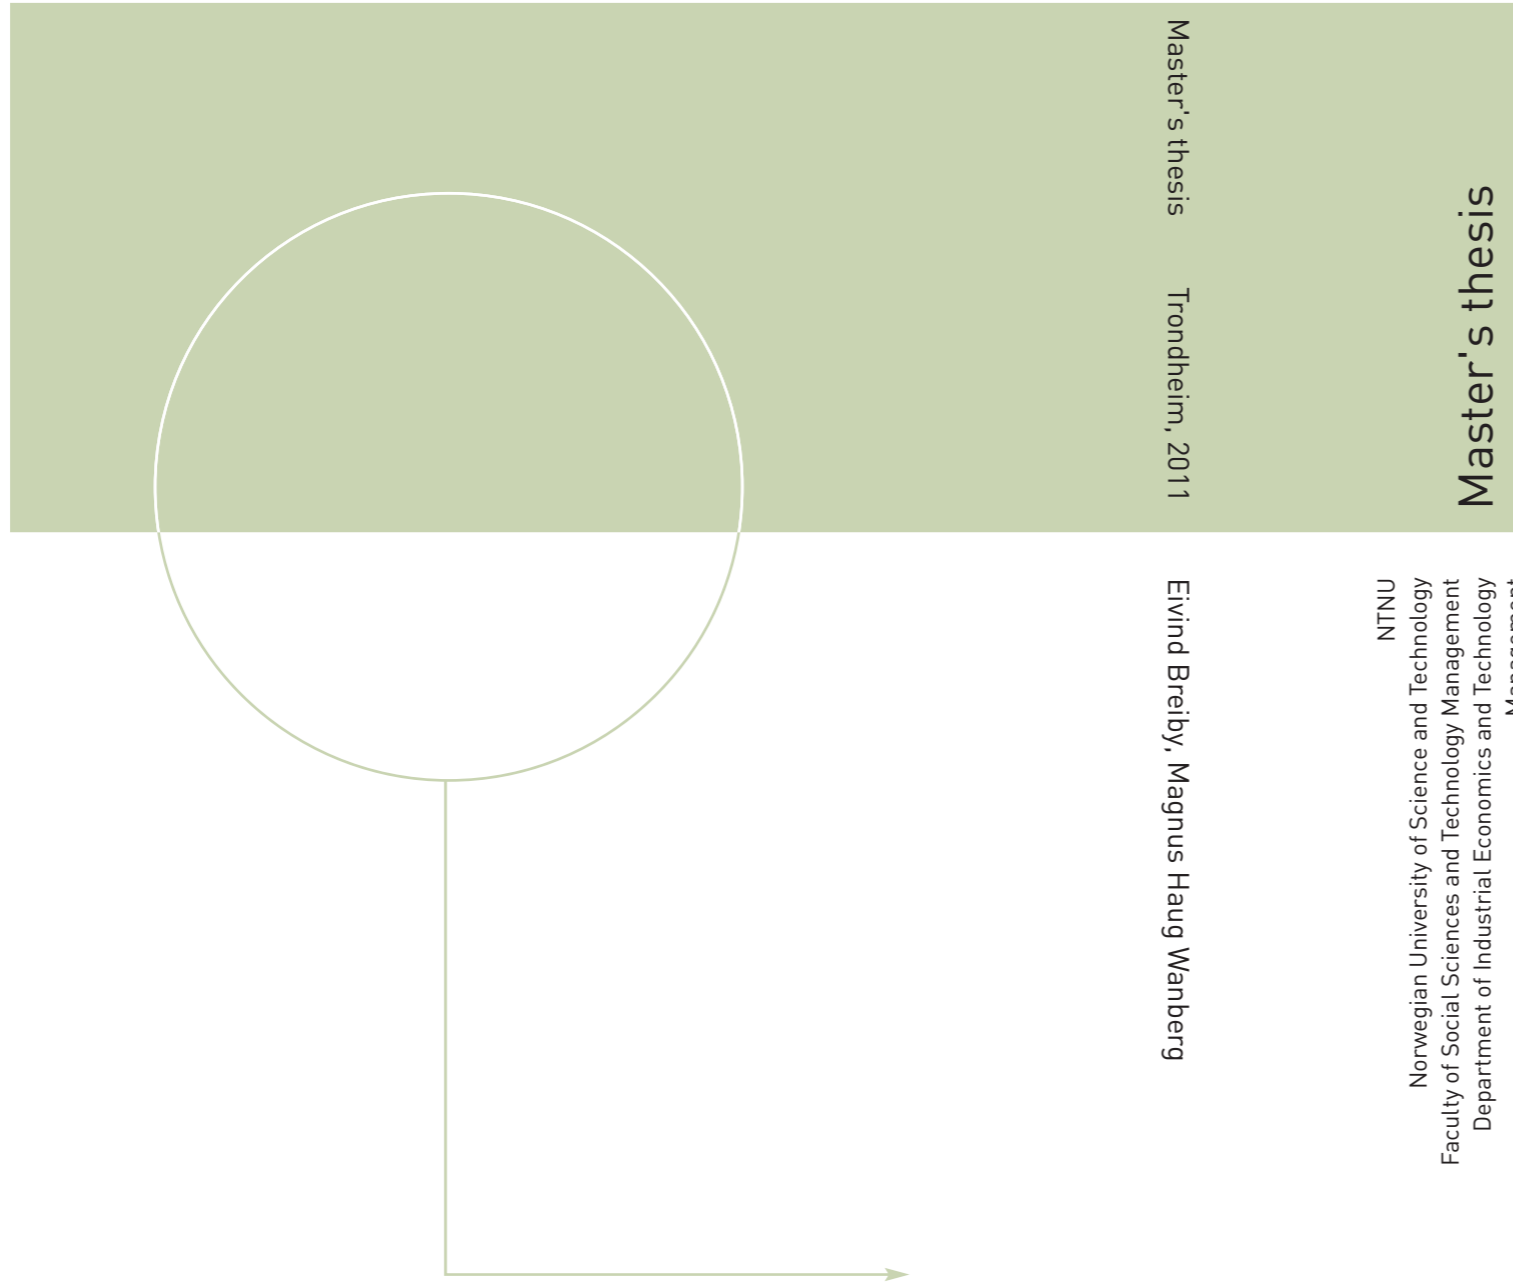 Master's thesis
Trondheim, 2011
Eivind Breiby, Magnus Haug Wanberg
Master's thesis
NTNU
Norwegian University of Science and Technology
Faculty of Social Sciences and Technology Management
Department of Industrial Economics and Technology
Management